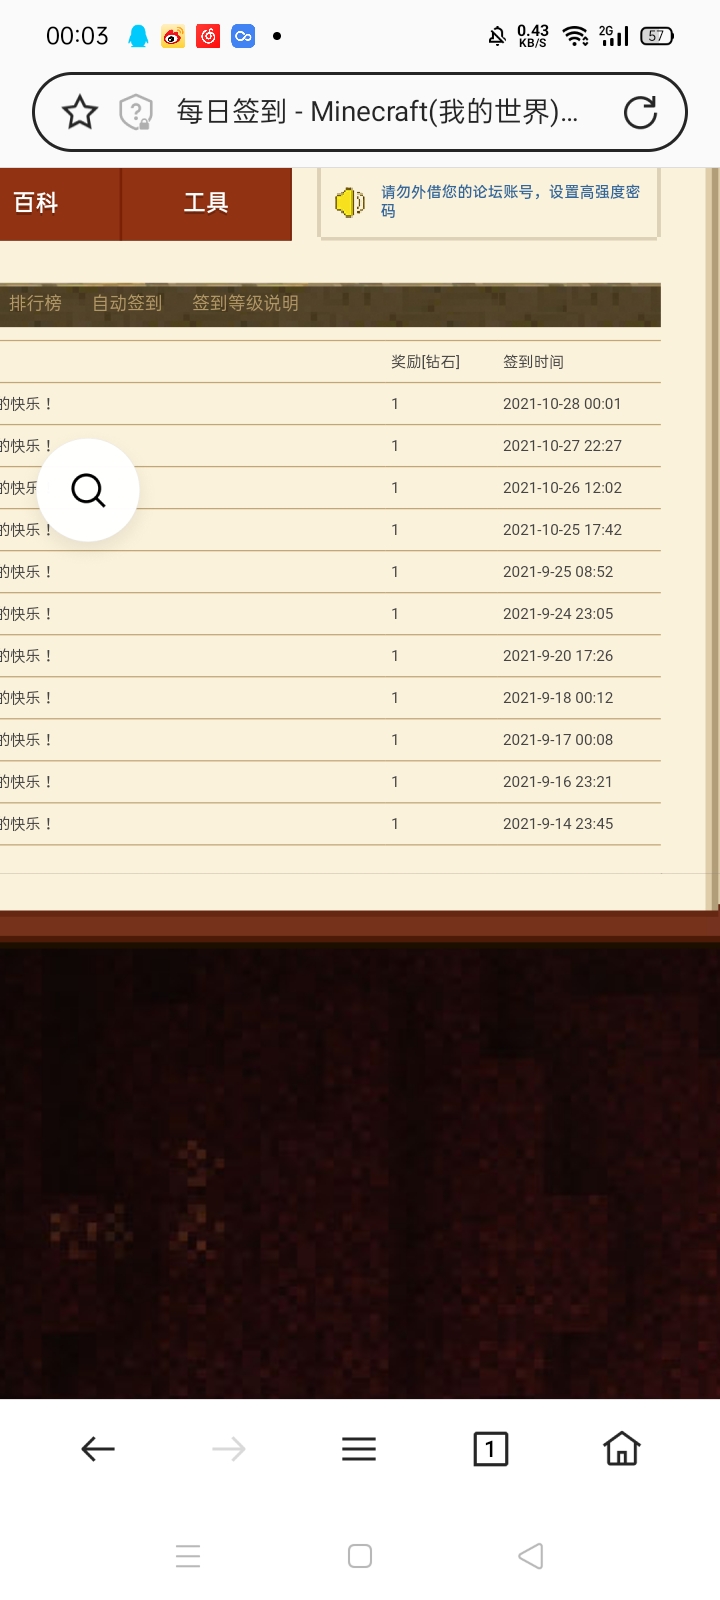 00:03
0.43
KB/S
2G
57
每日签到 - Minecraft(我的世界)...
百科
工具
请勿外借您的论坛账号，设置高强度密
码
排行榜 自动签到 签到等级说明
奖励[钻石] 签到时间
的快乐！ 1 2021-10-28 00:01
的快乐！ 1 2021-10-27 22:27
的快乐 1 2021-10-26 12:02
的快乐！ 1 2021-10-25 17:42
的快乐！ 1 2021-9-25 08:52
的快乐！ 1 2021-9-24 23:05
的快乐！ 1 2021-9-20 17:26
的快乐！ 1 2021-9-18 00:12
的快乐！ 1 2021-9-17 00:08
的快乐！ 1 2021-9-16 23:21
的快乐！ 1 2021-9-14 23:45
1